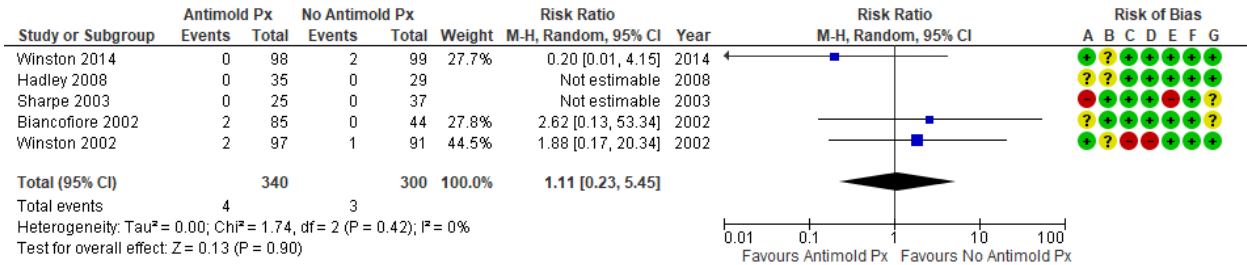 Antimold Px No Antimold Px Risk Ratio Risk Ratio Risk of Bias
Study or Subgroup Events Total Events Total Weight M-H, Random, 95% CI Year M-H, Random, 95% CI A B C D E F G
Winston 2014 0 98 2 99 27.7% 0.20 [0.01, 4.15] 2014 + ? + + + + +
Hadley 2008 0 35 0 29 Not estimable 2008 ? ? + + + + +
Sharpe 2003 0 25 0 37 Not estimable 2003 - + + + - + ?
Biancofiore 2002 2 85 0 44 27.8% 2.62 [0.13, 53.34] 2002 ? + + + + + ?
Winston 2002 2 97 1 91 44.5% 1.88 [0.17, 20.34] 2002 + ? - - + + +
Total (95% CI) 340 300 100.0% 1.11 [0.23, 5.45]
Total events 4 3
Heterogeneity: Tau² = 0.00; Chi² = 1.74, df = 2 (P = 0.42); I² = 0%
Test for overall effect: Z = 0.13 (P = 0.90)
0.01 0.1 1 10 100
Favours Antimold Px Favours No Antimold Px